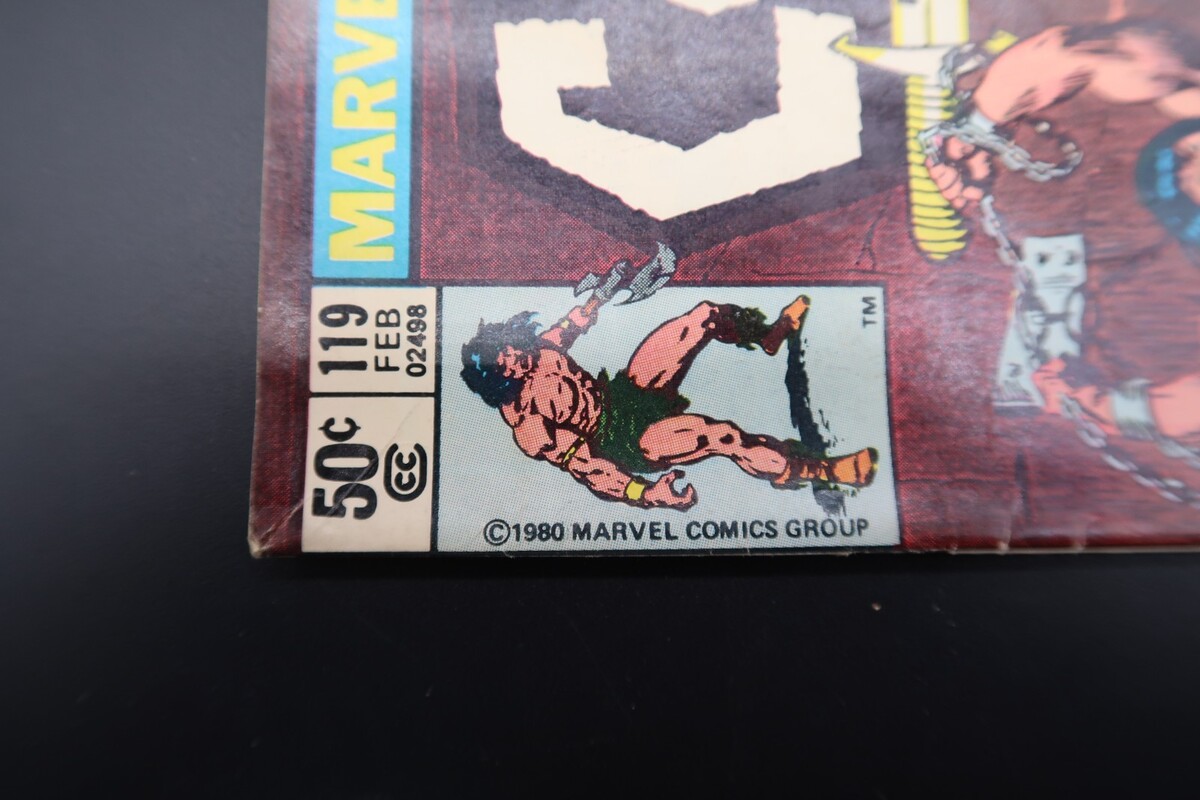 MARVE
119
FEB
02498
50¢
CC
TM
©1980 MARVEL COMICS GROUP